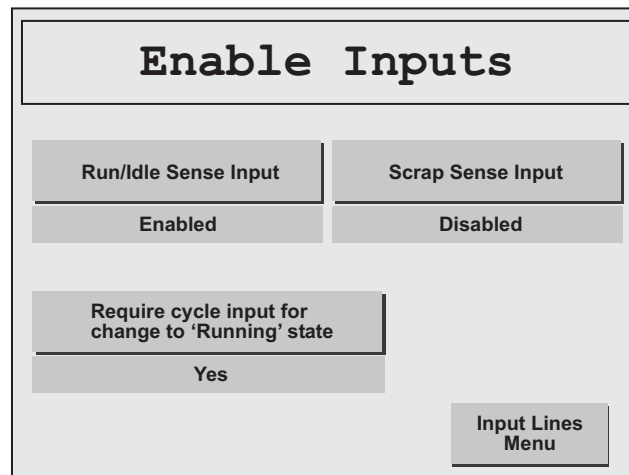 Enable Inputs
Run/Idle Sense Input
Scrap Sense Input
Enabled
Disabled
Require cycle input for
change to ‘Running’ state
Yes
Input Lines
Menu